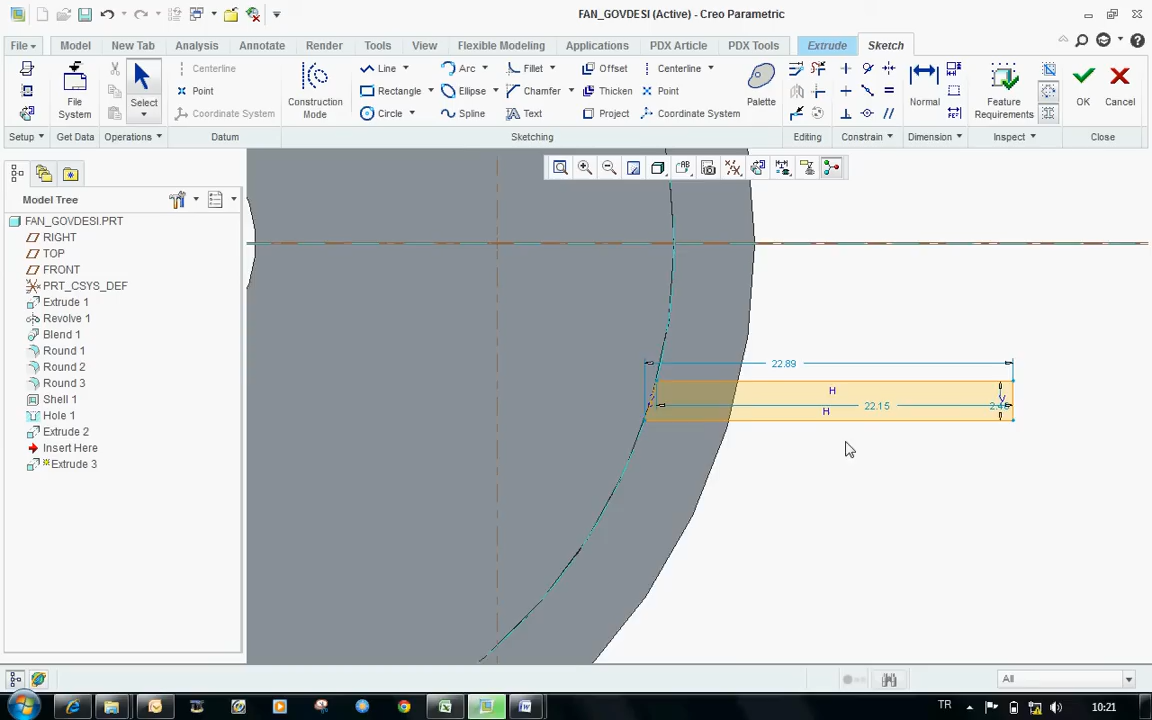 FAN_GOVDESI (Active) - Creo Parametric
File Model New Tab Analysis Annotate Render Tools View Flexible Modeling Applications PDX Article PDX Tools Extrude Sketch
Centerline Line Arc Fillet Offset Centerline
Point Rectangle Ellipse Chamfer Thicken Point
Coordinate System Circle Spline Text Project Coordinate System
File System Select Construction Mode Palette Normal Feature Requirements OK Cancel
Setup Get Data Operations Datum Sketching Editing Constrain Dimension Inspect Close
Model Tree
FAN_GOVDESI.PRT
RIGHT
TOP
FRONT
PRT_CSYS_DEF
Extrude 1
Revolve 1
Blend 1
Round 1
Round 2
Round 3
Shell 1
Hole 1
Extrude 2
Insert Here
Extrude 3
22.89
H
V
22.15
H
All
TR 10:21